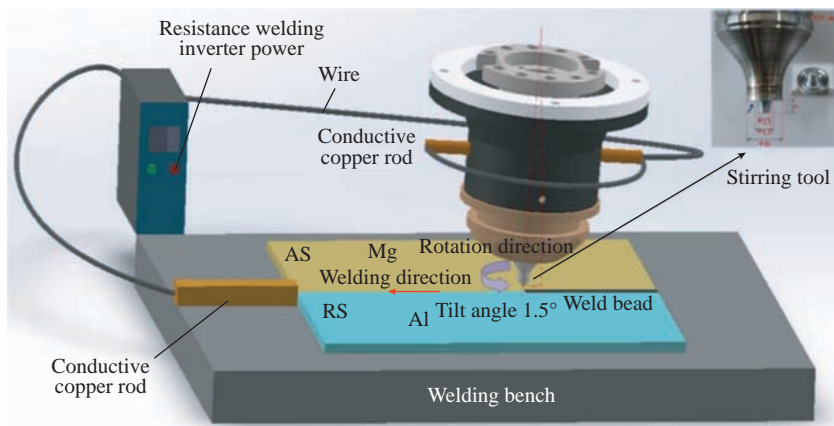 Resistance welding
inverter power
Wire
Conductive
copper rod
Stirring tool
AS
Mg
Rotation direction
Welding direction
RS
Al
Tilt angle 1.5°
Weld bead
Conductive
copper rod
Welding bench